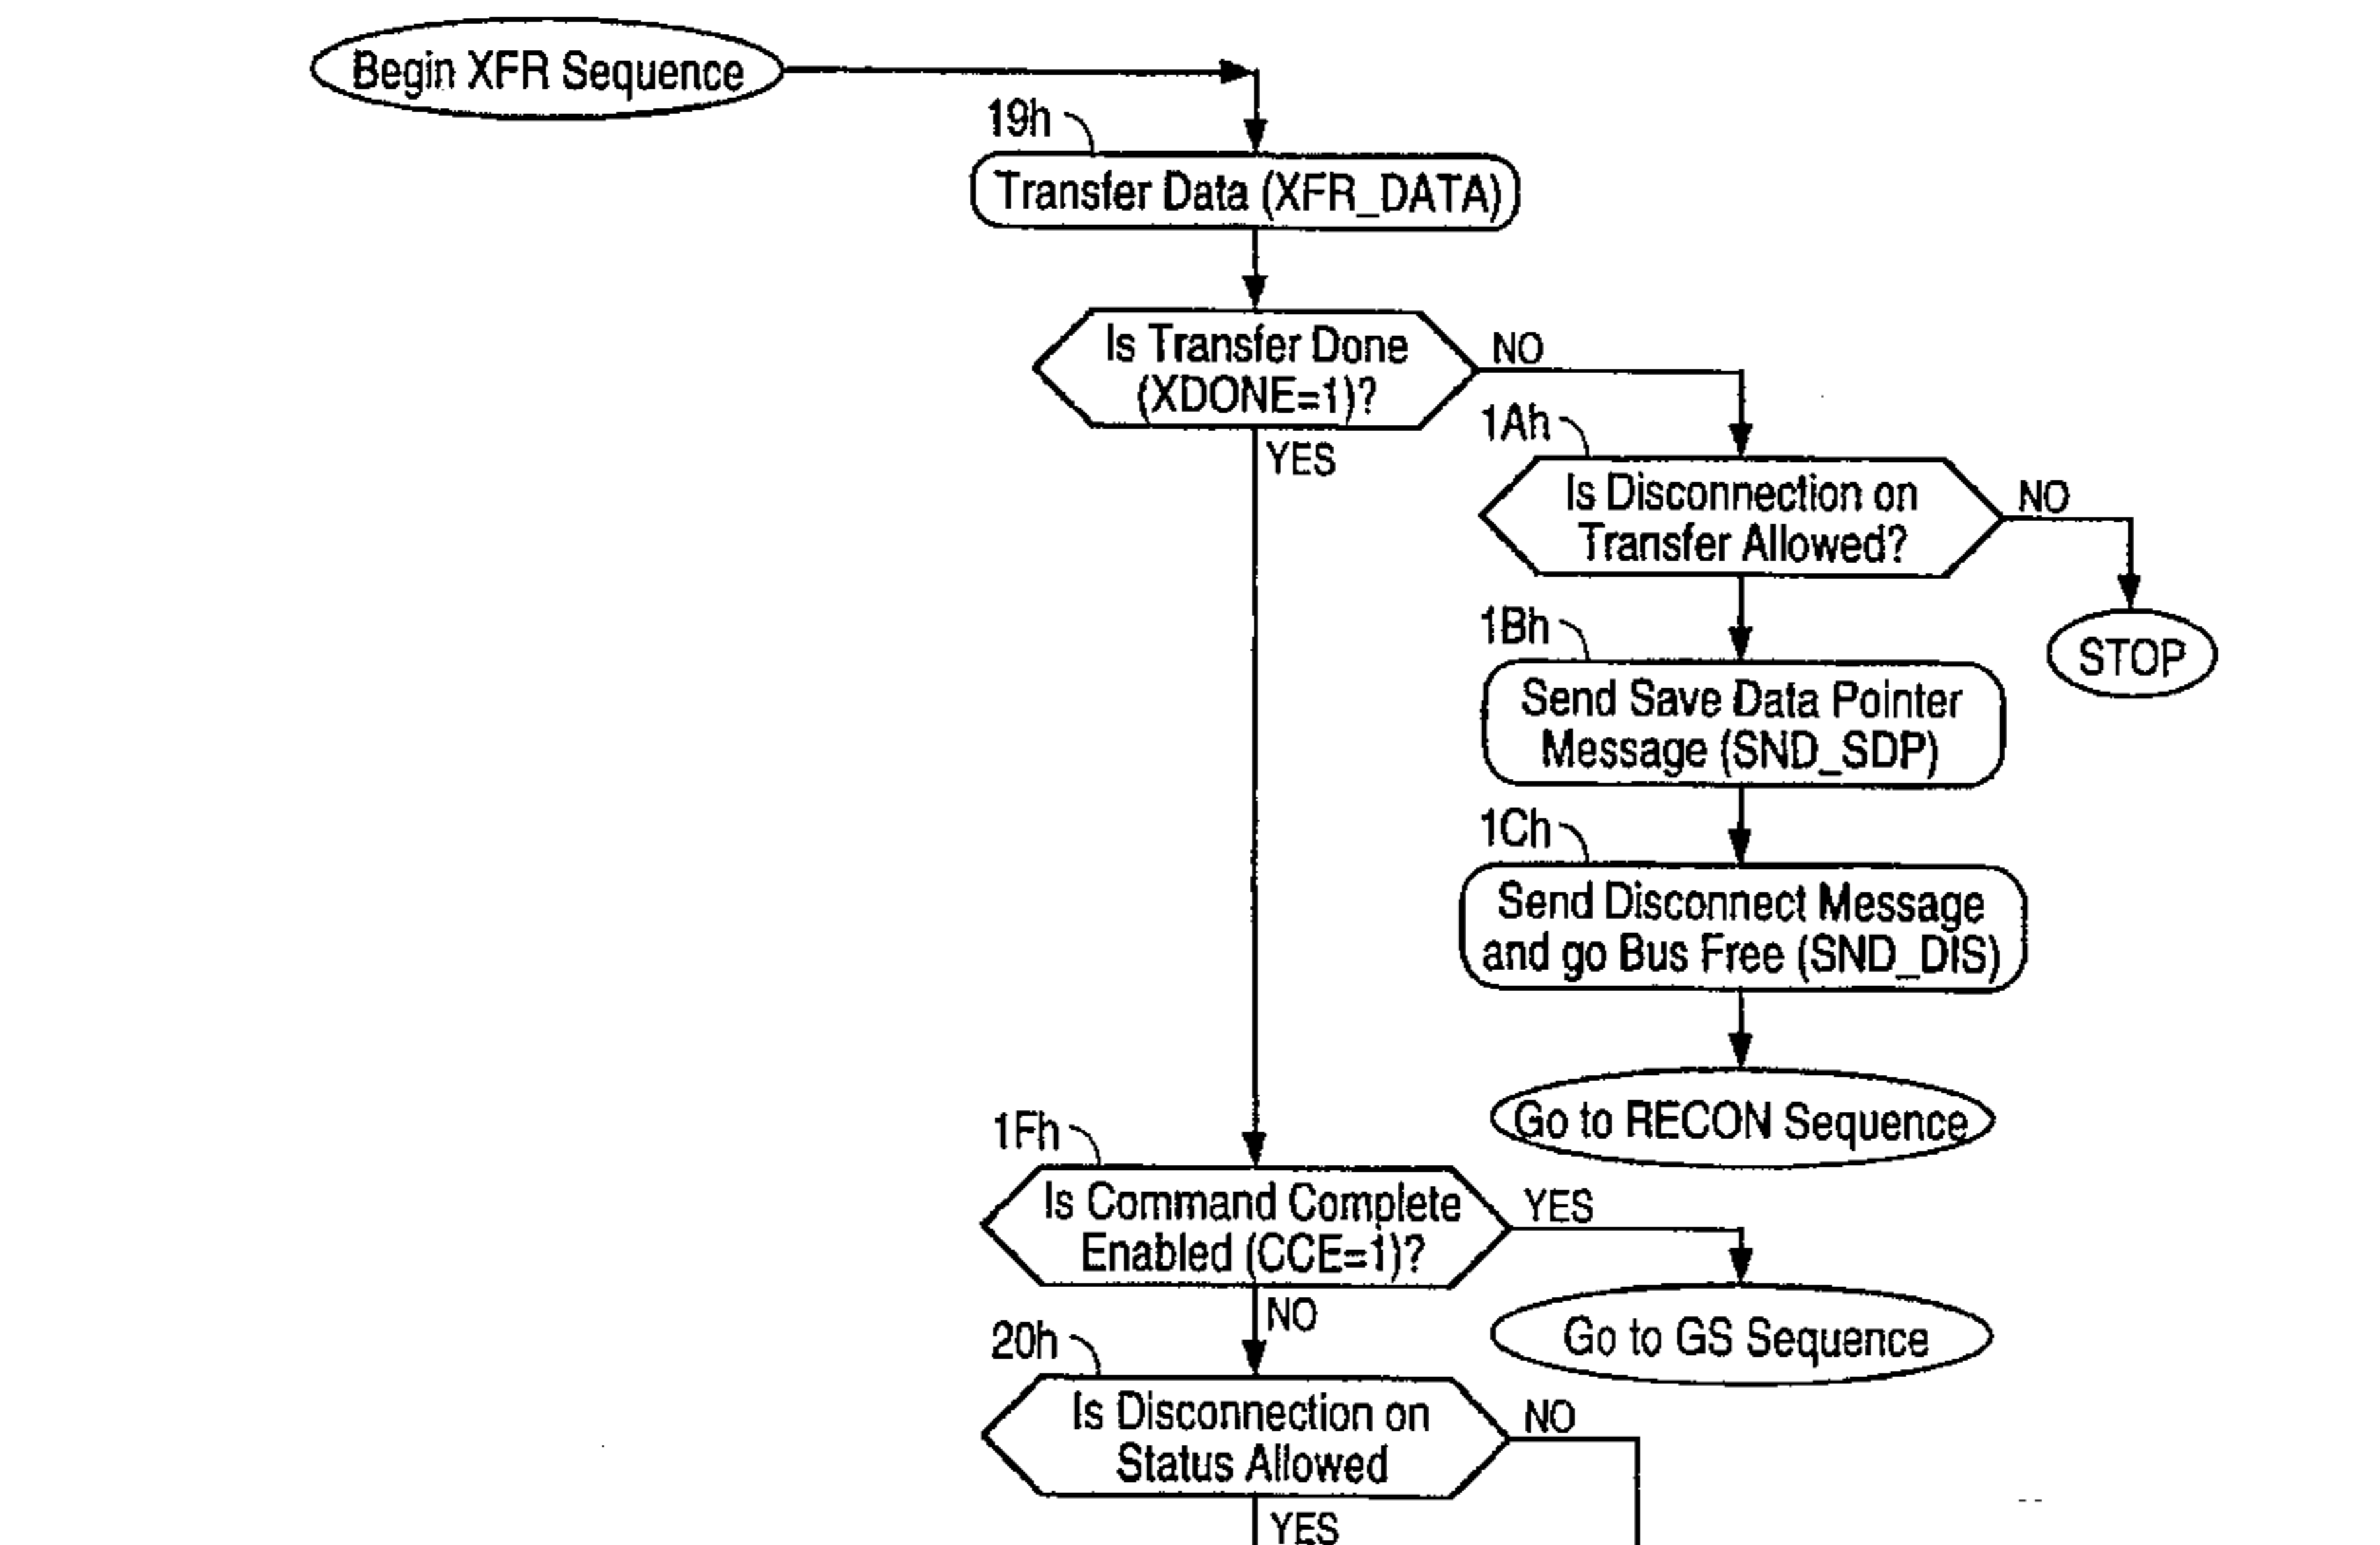 Begin XFR Sequence
19h
Transfer Data (XFR_DATA)
Is Transfer Done
(XDONE=1)?
NO
YES
1Ah
Is Disconnection on
Transfer Allowed?
NO
STOP
1Bh
Send Save Data Pointer
Message (SND_SDP)
1Ch
Send Disconnect Message
and go Bus Free (SND_DIS)
Go to RECON Sequence
1Fh
Is Command Complete
Enabled (CCE=1)?
YES
Go to GS Sequence
NO
20h
Is Disconnection on
Status Allowed
NO
YES